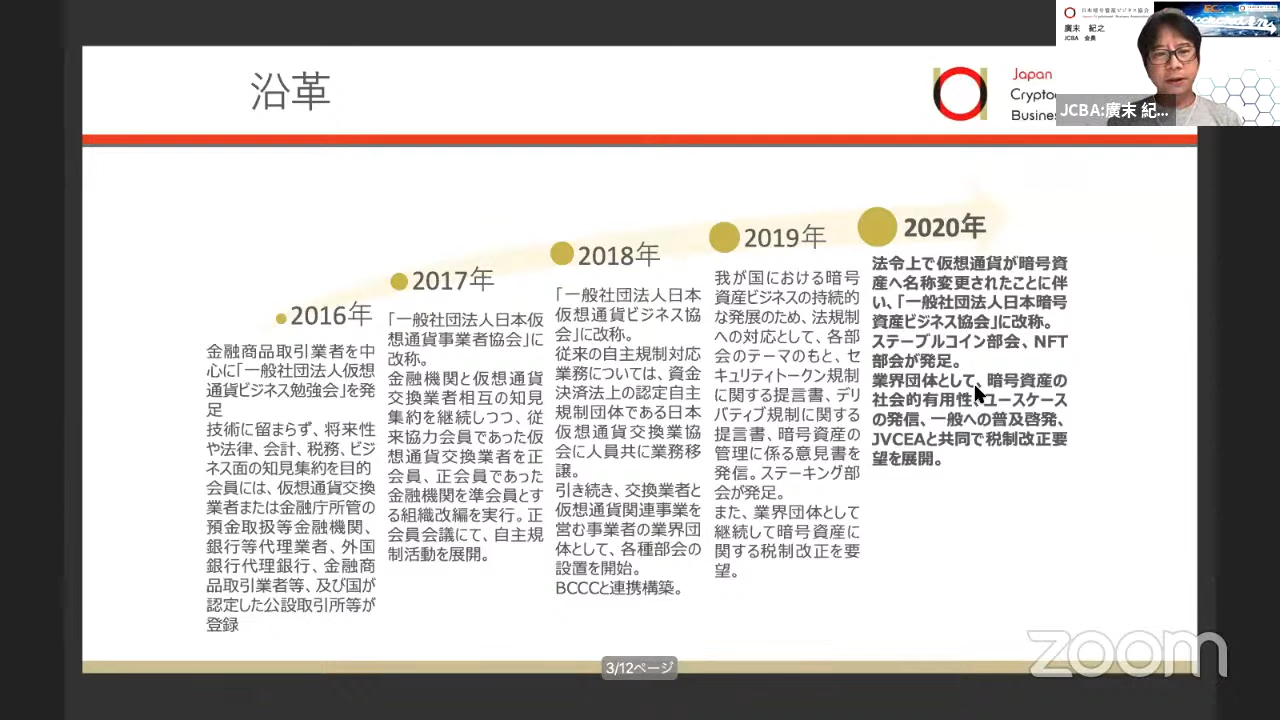 沿革
Japan
Crypto
Busines
日本暗号資産ビジネス協会
廣末 紀之
JCBA 会長
JCBA:廣末 紀...
2016年
金融商品取引業者を中
心に「一般社団法人仮想
通貨ビジネス勉強会」を発
足
技術に留まらず、将来性
や法律、会計、税務、ビジ
ネス面の知見集約を目的
会員には、仮想通貨交換
業者または金融庁所管の
預金取扱等金融機関、
銀行等代理業者、外国
銀行代理銀行、金融商
品取引業者等、及び国が
認定した公設取引所等が
登録
2017年
「一般社団法人日本仮
想通貨事業者協会」に
改称。
金融機関と仮想通貨
交換業者相互の知見
集約を継続しつつ、従
来協力会員であった仮
想通貨交換業者を正
会員、正会員であった
金融機関を準会員とす
る組織改編を実行。正
会員会議にて、自主規
制活動を展開。
2018年
「一般社団法人日本
仮想通貨ビジネス協
会」に改称。
従来の自主規制対応
業務については、資金
決済法上の認定自主
規制団体である日本
仮想通貨交換業協
会に人員共に業務移
譲。
引き続き、交換業者と
仮想通貨関連事業を
営む事業者の業界団
体として、各種部会の
設置を開始。
BCCCと連携構築。
2019年
我が国における暗号
資産ビジネスの持続的
な発展のため、法規制
への対応として、各部
会のテーマのもと、セ
キュリティトークン規制
に関する提言書、デリ
バティブ規制に関する
提言書、暗号資産の
管理に係る意見書を
発信。ステーキング部
会が発足。
また、業界団体として
継続して暗号資産に
関する税制改正を要
望。
2020年
法令上で仮想通貨が暗号資
産へ名称変更されたことに伴
い、「一般社団法人日本暗号
資産ビジネス協会」に改称。
ステーブルコイン部会、NFT
部会が発足。
業界団体として、暗号資産の
社会的有用性、ユースケース
の発信、一般への普及啓発、
JVCEAと共同で税制改正要
望を展開。
3/12ページ
zoom